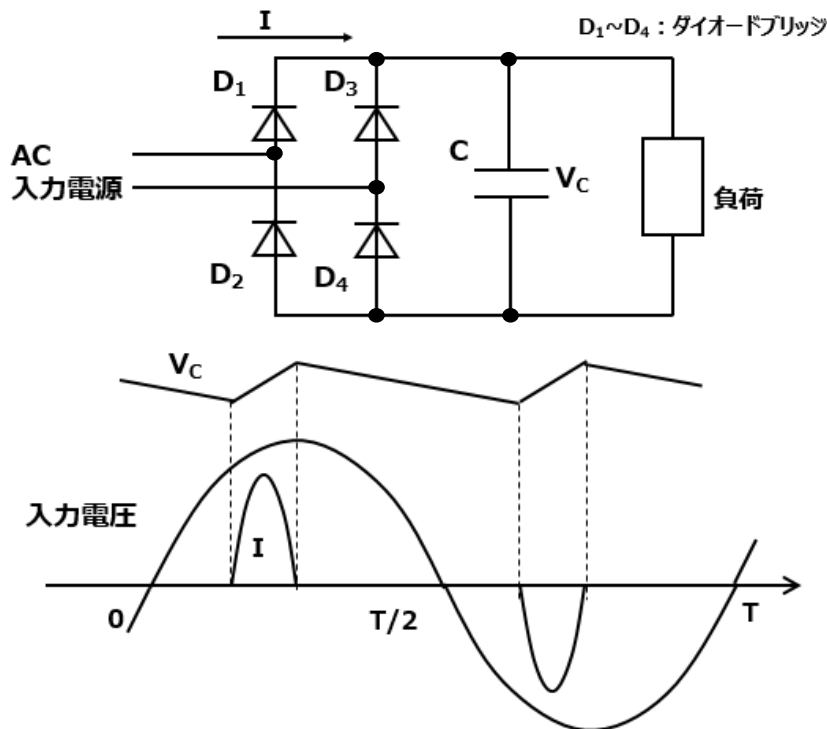 I
D₁~D₄：ダイオードブリッジ
D₁
D₃
AC
入力電源
C
V_C
負荷
D₂
D₄
V_C
入力電圧
I
0
T/2
T